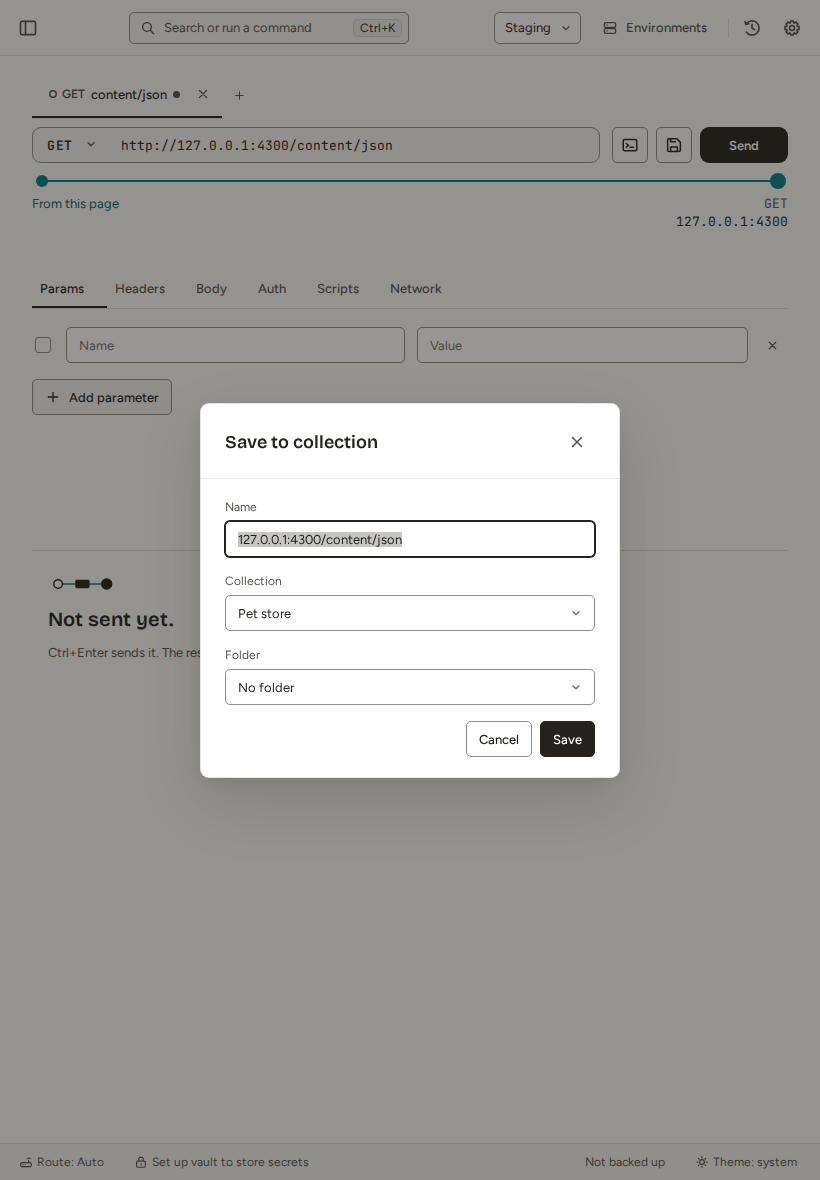 Search or run a command Ctrl+K Staging Environments
GET content/json
GET http://127.0.0.1:4300/content/json Send
From this page GET
127.0.0.1:4300
Params Headers Body Auth Scripts Network
Name Value
Add parameter
Save to collection
Name
127.0.0.1:4300/content/json
Collection
Pet store
Folder
No folder
Cancel Save
Not sent yet.
Ctrl+Enter sends it. The res
Route: Auto Set up vault to store secrets Not backed up Theme: system